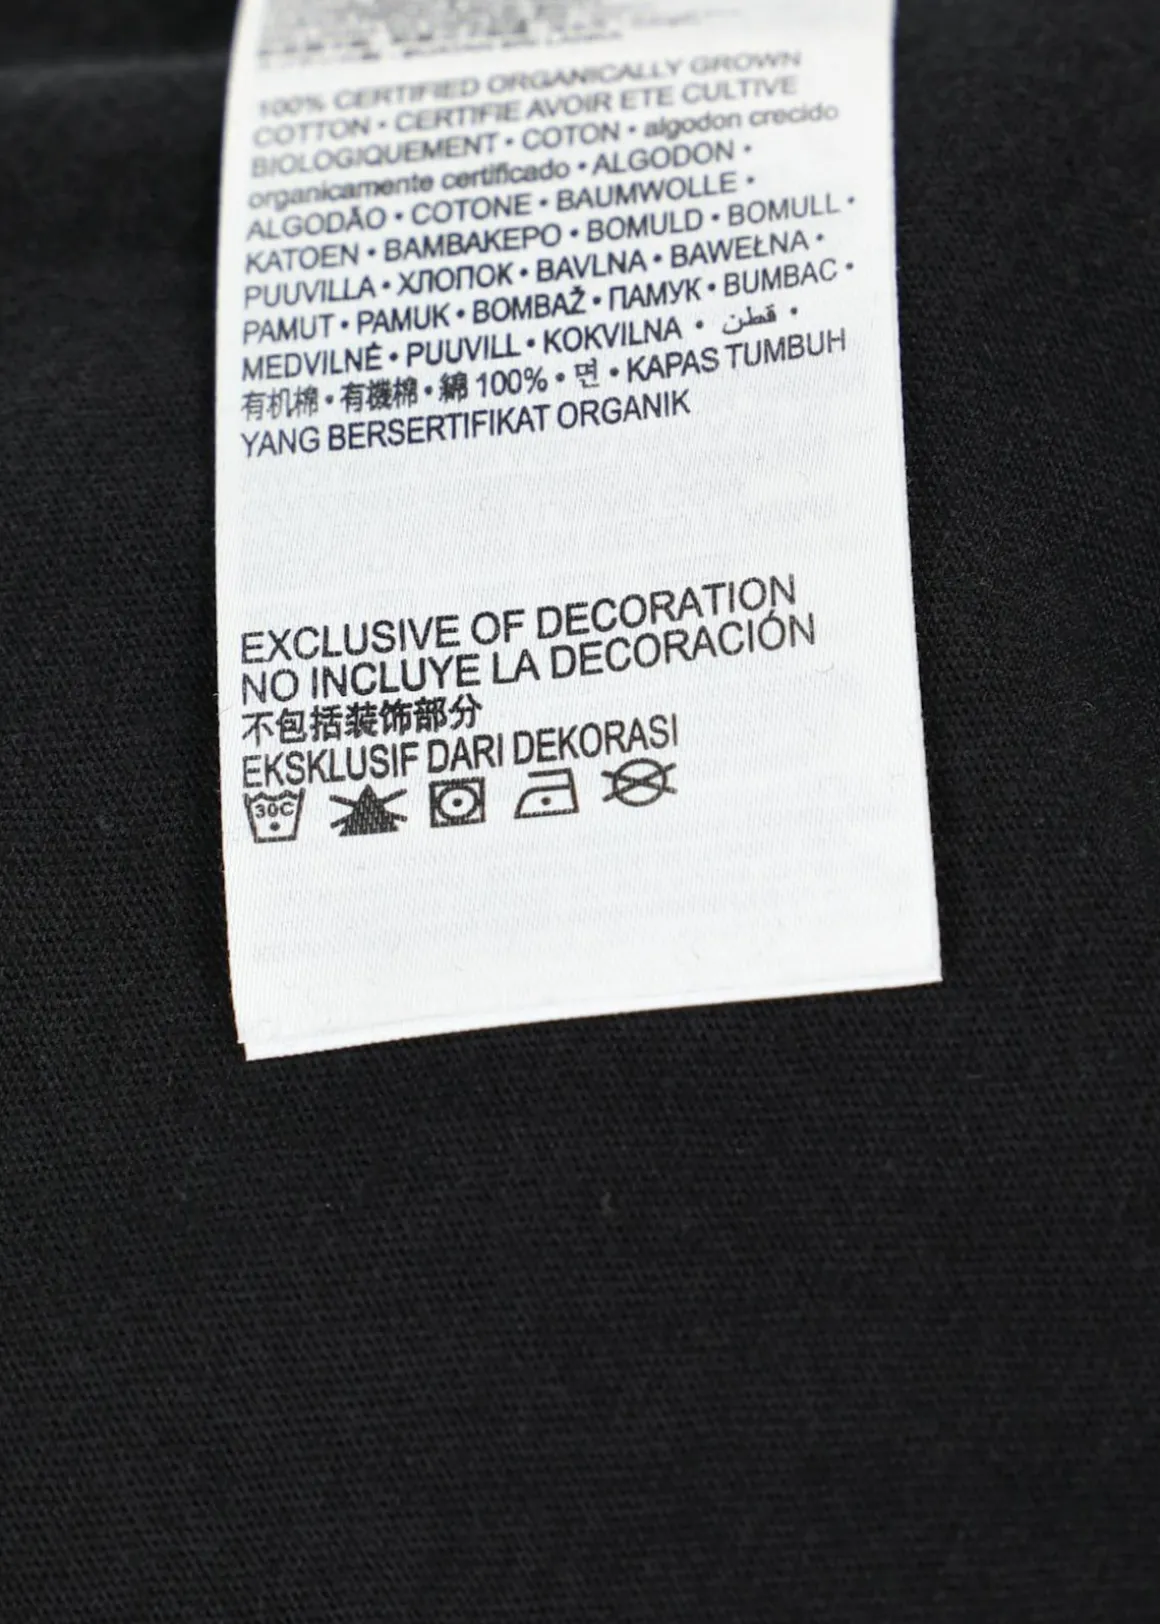 100% CERTIFIED ORGANICALLY GROWN
COTTON • CERTIFIE AVOIR ETE CULTIVE
BIOLOGIQUEMENT • COTON • algodon crecido
organicamente certificado • ALGODON •
ALGODÃO • COTONE • BAUMWOLLE •
KATOEN • BAMBAKEPO • BOMULD • BOMULL •
PUUVILLA • ХЛОПОК • BAVLNA • BAWEŁNA •
PAMUT • PAMUK • BOMBAŽ • ПАМУК • BUMBAC •
MEDVILNÉ • PUUVILL • KOKVILNA • قطن •
有机棉 • 有機棉 • 綿 100% • 면 • KAPAS TUMBUH
YANG BERSERTIFIKAT ORGANIK
EXCLUSIVE OF DECORATION
NO INCLUYE LA DECORACIÓN
不包括装饰部分
EKSKLUSIF DARI DEKORASI
30C